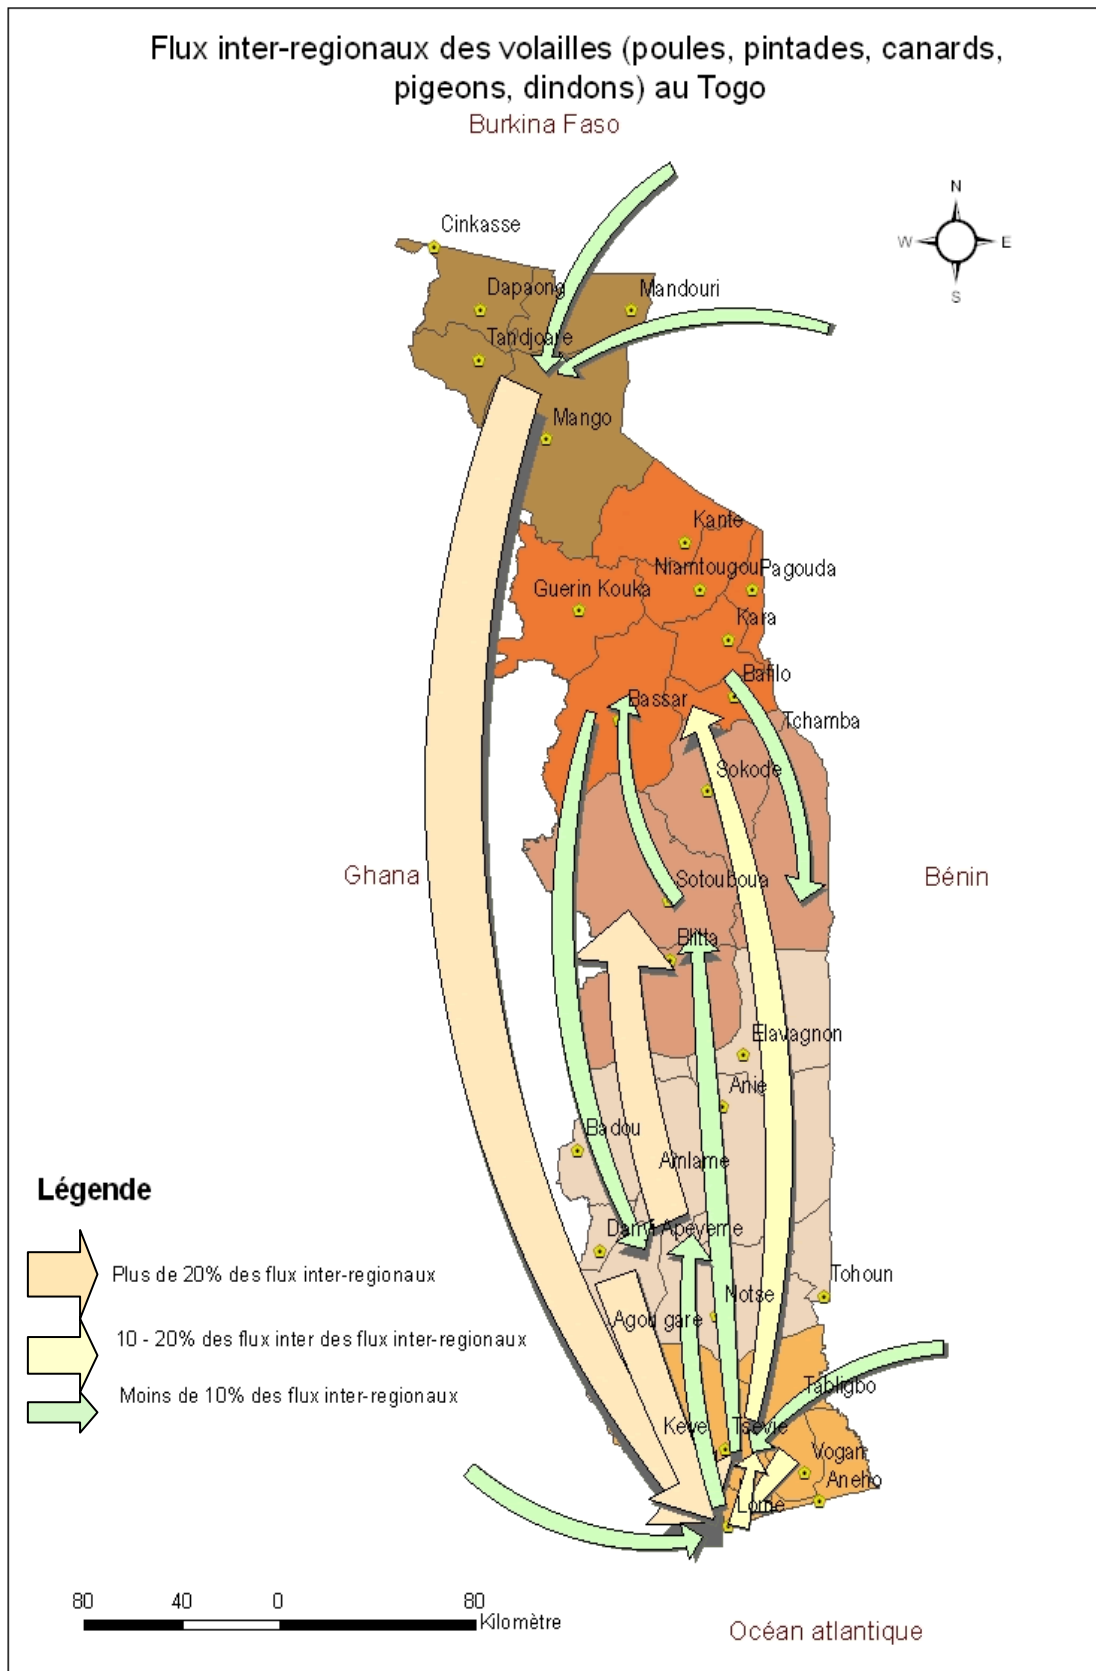 Flux inter-regionaux des volailles (poules, pintades, canards,
pigeons, dindons) au Togo
Burkina Faso
N
W
E
S
Cinkasse
Dapaong
Mandouri
Tandjoare
Mango
Kante
Niamtougou
Pagouda
Guerin Kouka
Kara
Bafilo
Bassar
Tchamba
Sokode
Ghana
Sotouboua
Bénin
Blitta
Elavagnon
Anie
Badou
Amlame
Légende
Danyi Apeyeme
Plus de 20% des flux inter-regionaux
Tohoun
Notse
Agou gare
10 - 20% des flux inter des flux inter-regionaux
Moins de 10% des flux inter-regionaux
Tabligbo
Keve
Tsevie
Vogan
Aneho
Lome
80
40
0
80
Kilomètre
Océan atlantique